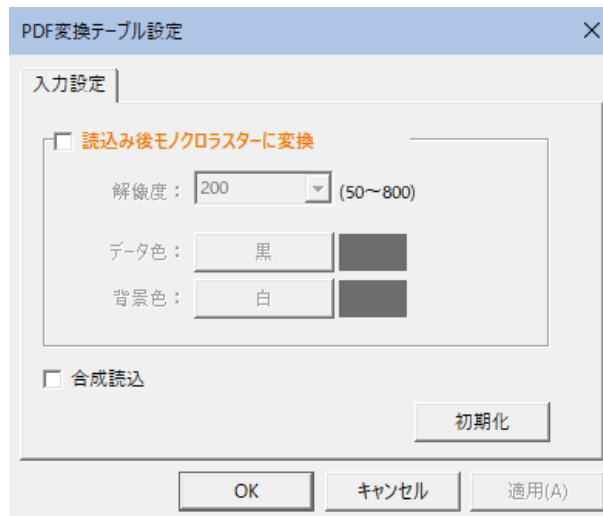 PDF変換テーブル設定
入力設定
読込み後モノクロラスターに変換
解像度： 200 (50～800)
データ色： 黒
背景色： 白
合成読込
初期化
OK キャンセル 適用(A)